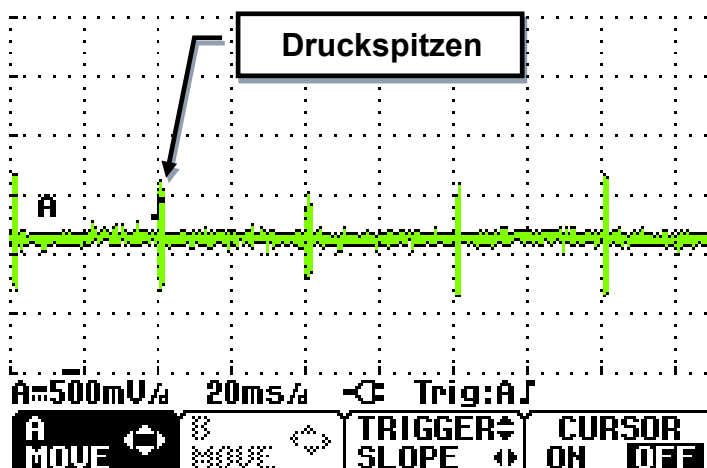 Druckspitzen
A
A=500mV/d 20ms/d Trig:A
A MOVE B MOVE TRIGGER SLOPE CURSOR ON OFF